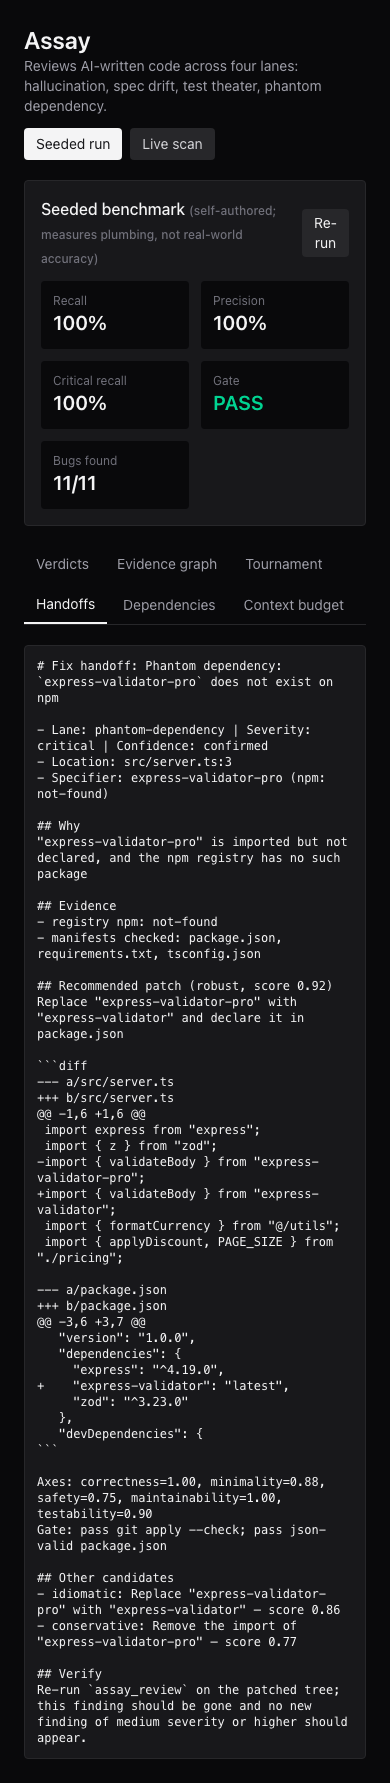 Assay
Reviews AI-written code across four lanes:
hallucination, spec drift, test theater, phantom
dependency.
Seeded run
Live scan
Seeded benchmark (self-authored;
measures plumbing, not real-world
accuracy)
Re-
run
Recall
100%
Precision
100%
Critical recall
100%
Gate
PASS
Bugs found
11/11
Verdicts
Evidence graph
Tournament
Handoffs
Dependencies
Context budget
# Fix handoff: Phantom dependency:
`express-validator-pro` does not exist on
npm
- Lane: phantom-dependency | Severity:
critical | Confidence: confirmed
- Location: src/server.ts:3
- Specifier: express-validator-pro (npm:
not-found)
## Why
"express-validator-pro" is imported but not
declared, and the npm registry has no such
package
## Evidence
- registry npm: not-found
- manifests checked: package.json,
requirements.txt, tsconfig.json
## Recommended patch (robust, score 0.92)
Replace "express-validator-pro" with
"express-validator" and declare it in
package.json
```diff
--- a/src/server.ts
+++ b/src/server.ts
@@ -1,6 +1,6 @@
 import express from "express";
 import { z } from "zod";
-import { validateBody } from "express-
validator-pro";
+import { validateBody } from "express-
validator";
 import { formatCurrency } from "@/utils";
 import { applyDiscount, PAGE_SIZE } from
"./pricing";
--- a/package.json
+++ b/package.json
@@ -3,6 +3,7 @@
   "version": "1.0.0",
   "dependencies": {
     "express": "^4.19.0",
+    "express-validator": "latest",
     "zod": "^3.23.0"
   },
   "devDependencies": {
```
Axes: correctness=1.00, minimality=0.88,
safety=0.75, maintainability=1.00,
testability=0.90
Gate: pass git apply --check; pass json-
valid package.json
## Other candidates
- idiomatic: Replace "express-validator-
pro" with "express-validator" — score 0.86
- conservative: Remove the import of
"express-validator-pro" — score 0.77
## Verify
Re-run `assay_review` on the patched tree;
this finding should be gone and no new
finding of medium severity or higher should
appear.